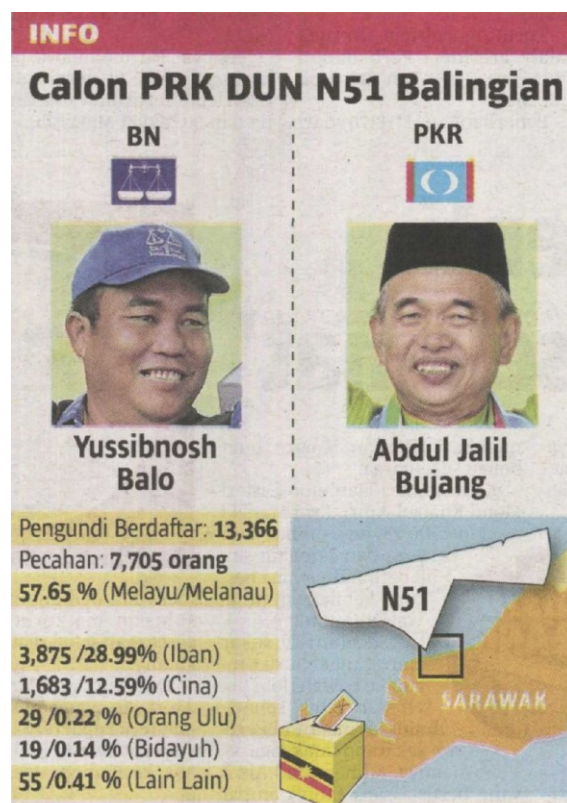 INFO
Calon PRK DUN N51 Balingian
BN
PKR
Yussibnosh
Balo
Abdul Jalil
Bujang
Pengundi Berdaftar: 13,366
Pecahan: 7,705 orang
57.65 % (Melayu/Melanau)
3,875 /28.99% (Iban)
1,683 /12.59% (Cina)
29 /0.22 % (Orang Ulu)
19 /0.14 % (Bidayuh)
55 /0.41 % (Lain Lain)
N51
SARAWAK